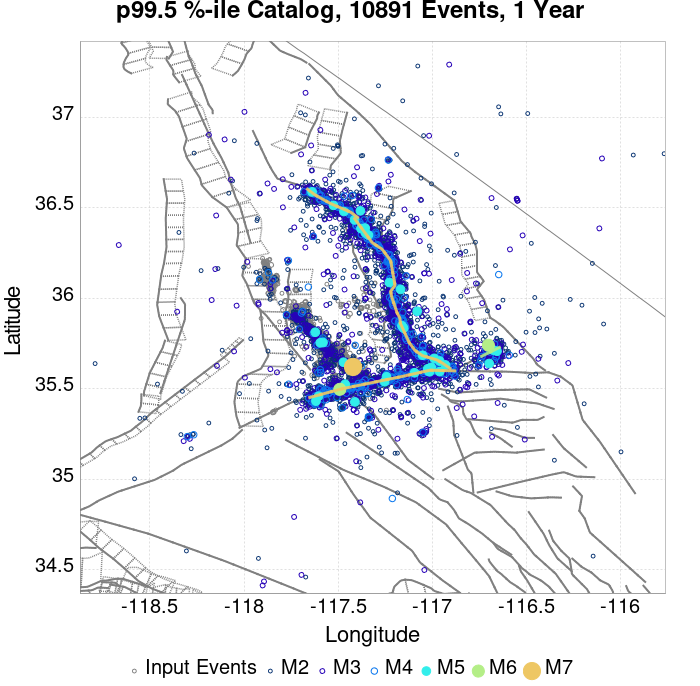 p99.5 %-ile Catalog, 10891 Events, 1 Year
Latitude
37
36.5
36
35.5
35
34.5
-118.5 -118 -117.5 -117 -116.5 -116
Longitude
Input Events M2 M3 M4 M5 M6 M7